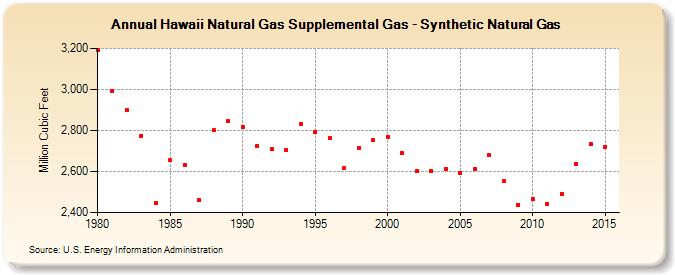 Annual Hawaii Natural Gas Supplemental Gas - Synthetic Natural Gas
Million Cubic Feet
3,200
3,000
2,800
2,600
2,400
1980 1985 1990 1995 2000 2005 2010 2015
Source: U.S. Energy Information Administration